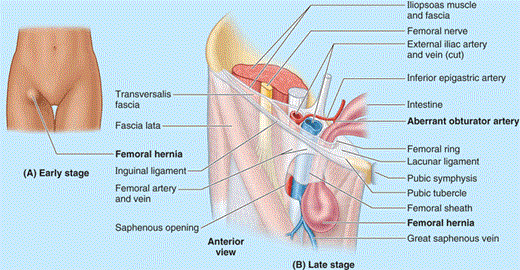 Iliopsoas muscle
and fascia
Femoral nerve
External iliac artery
and vein (cut)
Inferior epigastric artery
Transversalis
fascia
Intestine
Aberrant obturator artery
Fascia lata
Femoral hernia
Femoral ring
(A) Early stage
Inguinal ligament
Lacunar ligament
Pubic symphysis
Femoral artery
and vein
Pubic tubercle
Femoral sheath
Saphenous opening
Femoral hernia
Anterior
view
Great saphenous vein
(B) Late stage